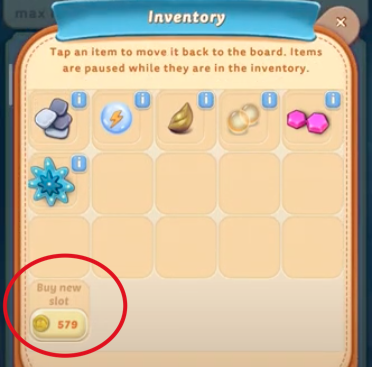 max
Inventory
Tap an item to move it back to the board. Items
are paused while they are in the inventory.
i i i i i
i
Buy new
slot
579